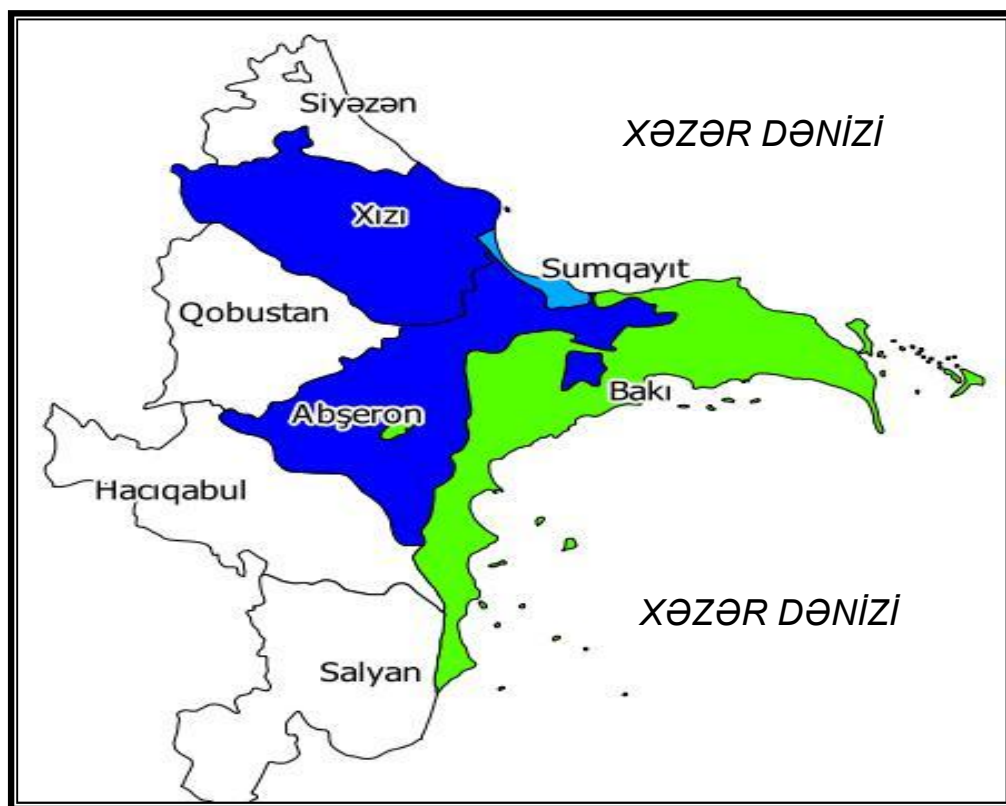 Siyəzən
XƏZƏR DƏNİZİ
Xızı
Sumqayıt
Qobustan
Bakı
Abşeron
Hacıqabul
XƏZƏR DƏNİZİ
Salyan